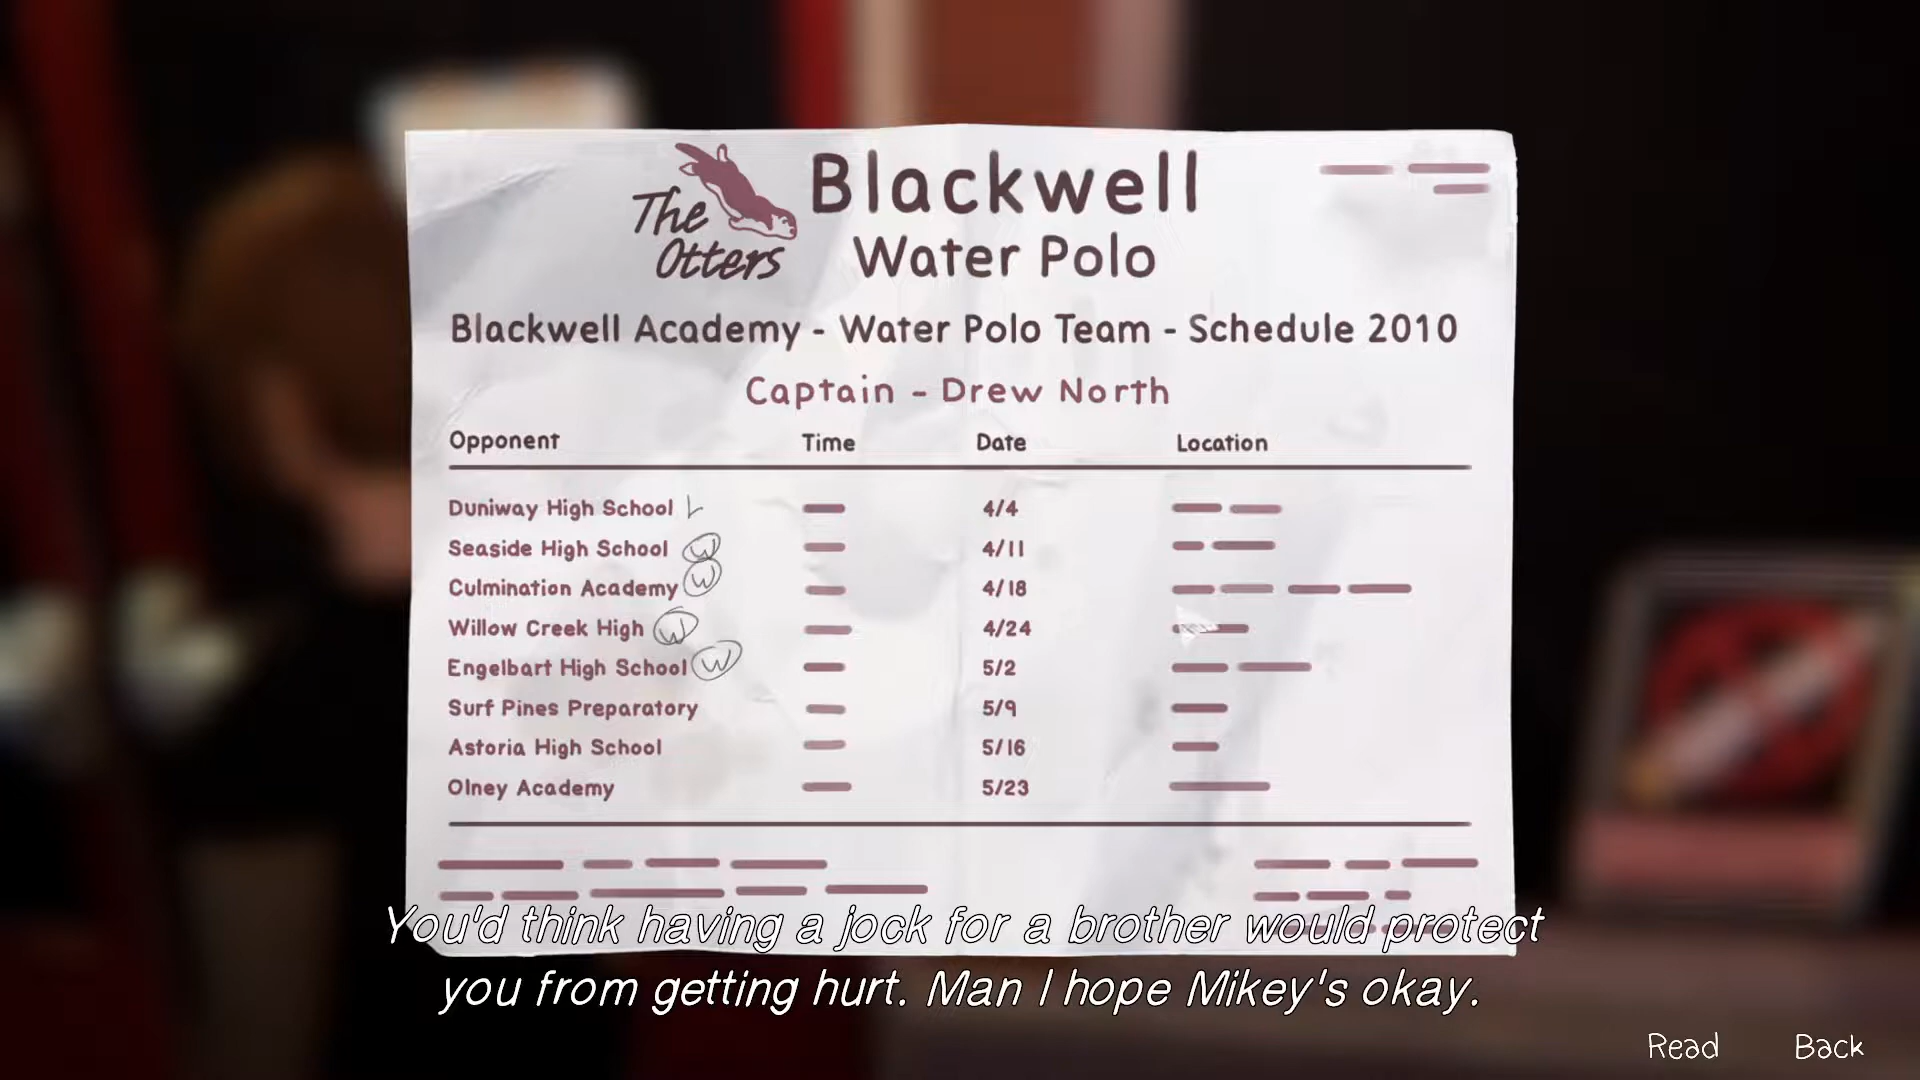 The Otters
Blackwell
Water Polo
Blackwell Academy - Water Polo Team - Schedule 2010
Captain - Drew North
Opponent Time Date Location
Duniway High School L 4/4
Seaside High School W 4/11
Culmination Academy W 4/18
Willow Creek High W 4/24
Engelbart High School W 5/2
Surf Pines Preparatory 5/9
Astoria High School 5/16
Olney Academy 5/23
You'd think having a jock for a brother would protect
you from getting hurt. Man I hope Mikey's okay.
Read Back